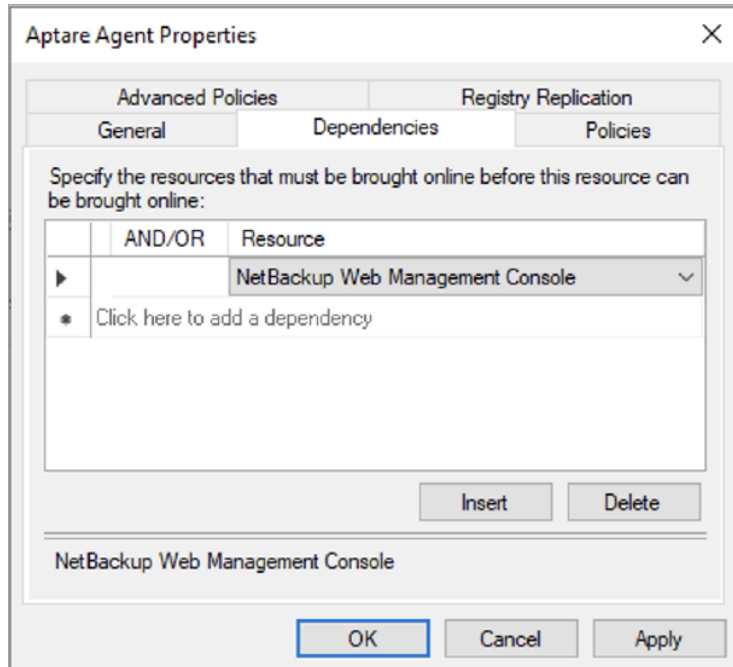 Aptare Agent Properties
Advanced Policies
Registry Replication
General
Dependencies
Policies
Specify the resources that must be brought online before this resource can
be brought online:
AND/OR Resource
NetBackup Web Management Console
Click here to add a dependency
Insert
Delete
NetBackup Web Management Console
OK
Cancel
Apply